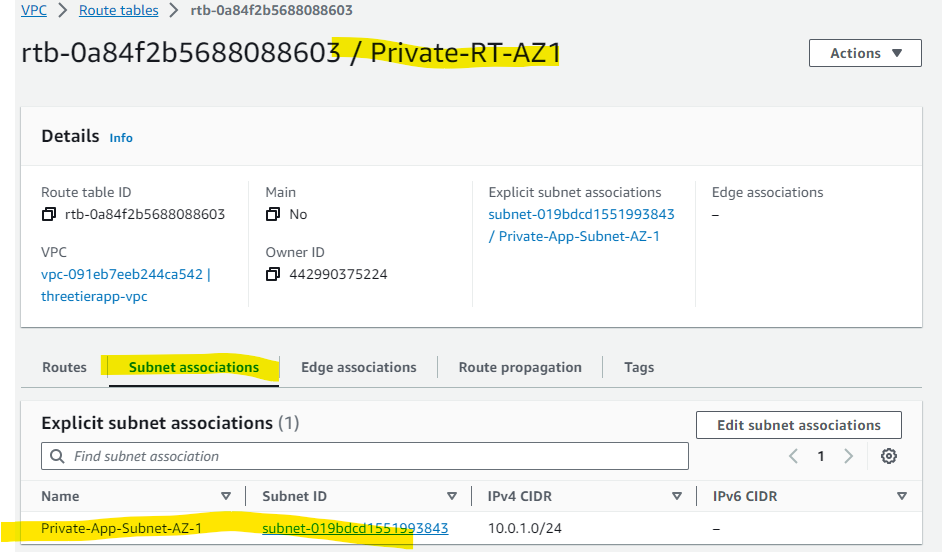 VPC > Route tables > rtb-0a84f2b5688088603
rtb-0a84f2b5688088603 / Private-RT-AZ1
Actions
Details Info
Route table ID
rtb-0a84f2b5688088603
Main
No
Explicit subnet associations
subnet-019bdcd1551993843
/ Private-App-Subnet-AZ-1
Edge associations
–
VPC
vpc-091eb7eeb244ca542 |
threetierapp-vpc
Owner ID
442990375224
Routes Subnet associations Edge associations Route propagation Tags
Explicit subnet associations (1)
Edit subnet associations
Find subnet association
1
Name Subnet ID IPv4 CIDR IPv6 CIDR
Private-App-Subnet-AZ-1 subnet-019bdcd1551993843 10.0.1.0/24 –